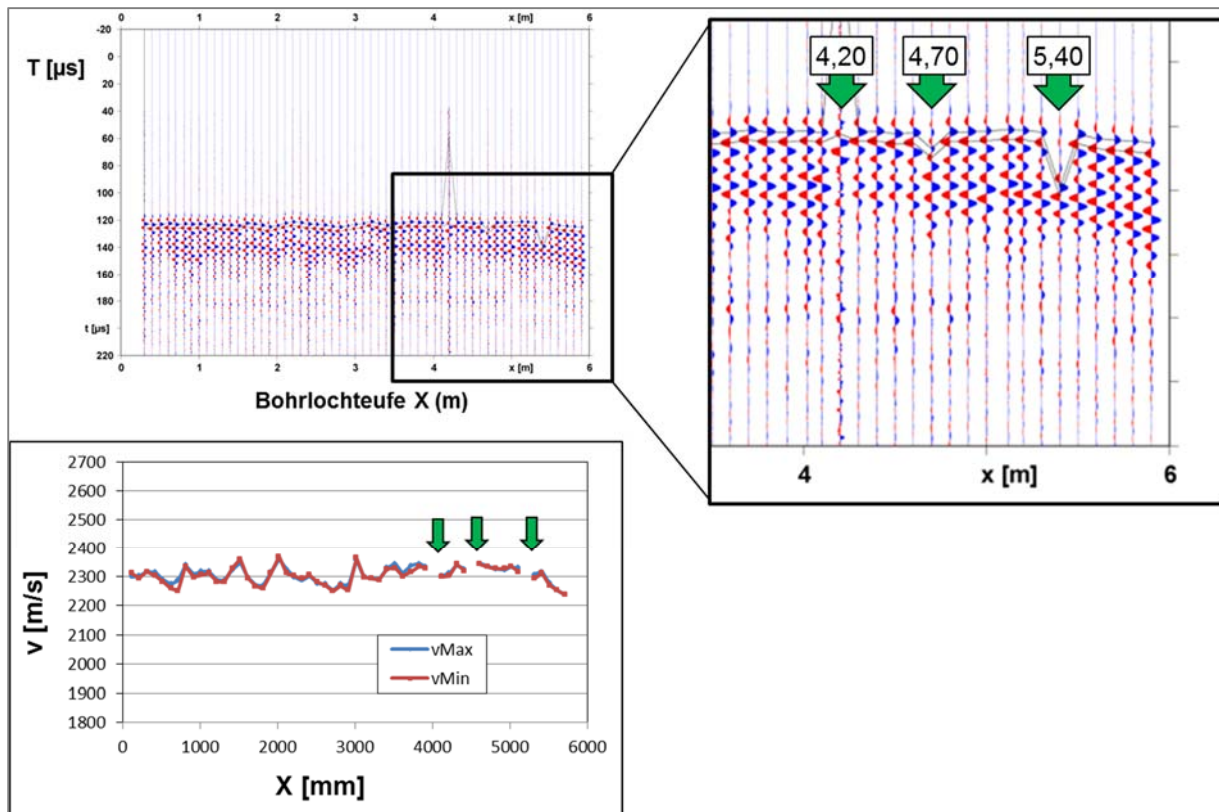 0 1 2 3 4 x [m] 6
-20
T [µs]
0
20
40
60
80
100
120
140
160
180
t [µs]
220
0 1 2 3 4 x [m] 6
Bohrlochteufe X (m)
4,20 4,70 5,40
4 x [m] 6
2700
2600
2500
2400
2300
2200
2100
2000
1900
1800
v [m/s]
vMax
vMin
0 1000 2000 3000 4000 5000 6000
X [mm]